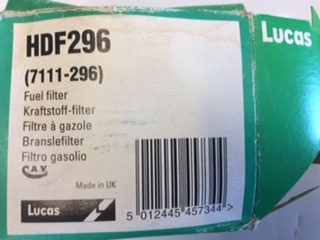 HDF296
Lucas
(7111-296)
Fuel filter
Kraftstoff-filter
Filtre à gazole
Branslefilter
Filtro gasolio
C.A.V.
Made in UK
Lucas
5 012445 457344 >